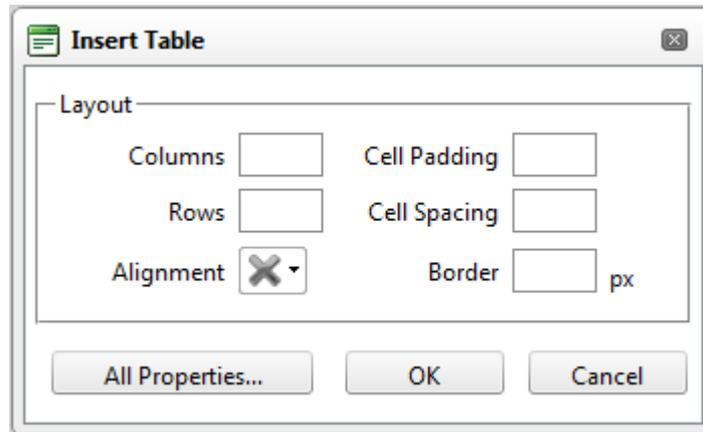 Insert Table
Layout
Columns Cell Padding
Rows Cell Spacing
Alignment Border px
All Properties... OK Cancel